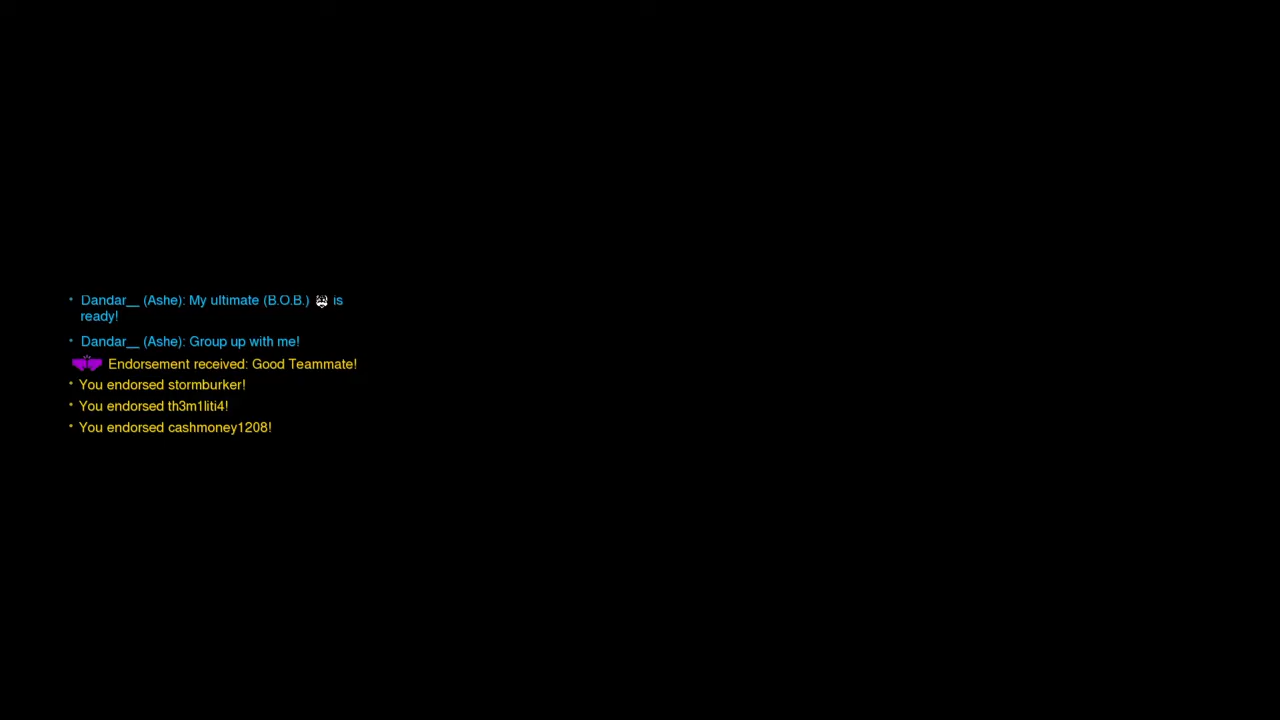 • Dandar__ (Ashe): My ultimate (B.O.B.) is
ready!
• Dandar__ (Ashe): Group up with me!
Endorsement received: Good Teammate!
• You endorsed stormburker!
• You endorsed th3m1liti4!
• You endorsed cashmoney1208!